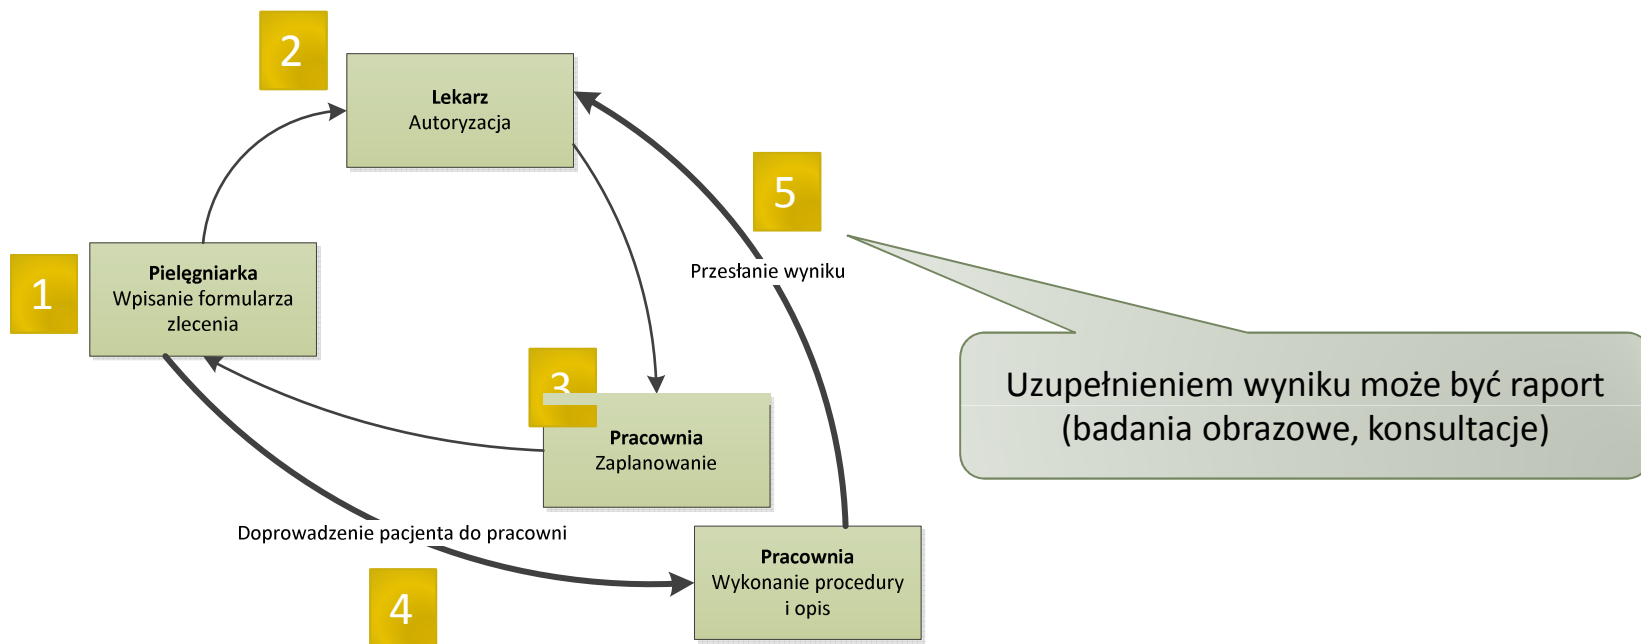 2
Lekarz
Autoryzacja
5
Przesłanie wyniku
1
Pielęgniarka
Wpisanie formularza
zlecenia
3
Pracownia
Zaplanowanie
Uzupełnieniem wyniku może być raport
(badania obrazowe, konsultacje)
Doprowadzenie pacjenta do pracowni
4
Pracownia
Wykonanie procedury
i opis